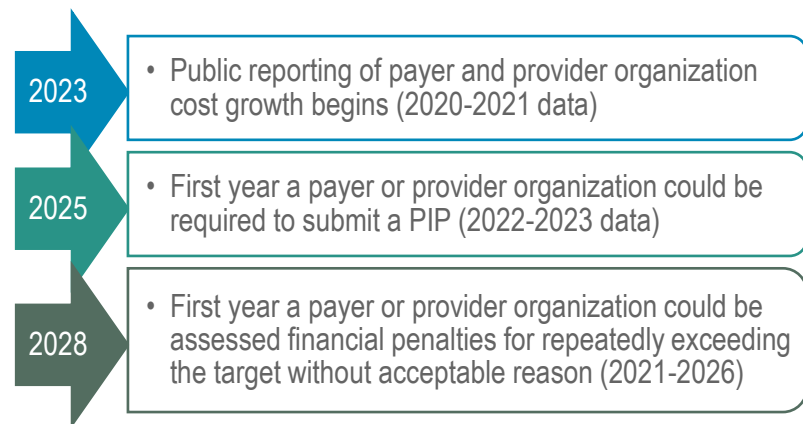 2023
• Public reporting of payer and provider organization
cost growth begins (2020-2021 data)
2025
• First year a payer or provider organization could be
required to submit a PIP (2022-2023 data)
2028
• First year a payer or provider organization could be
assessed financial penalties for repeatedly exceeding
the target without acceptable reason (2021-2026)